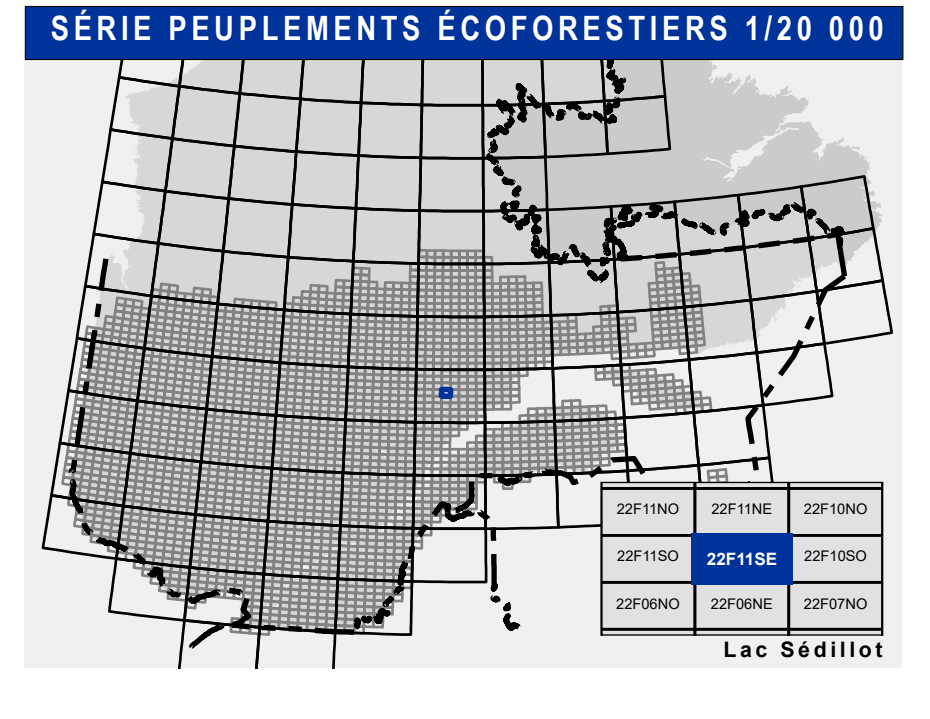 SÉRIE PEUPLEMENTS ÉCOFORESTIERS 1/20 000
22F11NO 22F11NE 22F10NO
22F11SO 22F11SE 22F10SO
22F06NO 22F06NE 22F07NO
Lac Sédillot